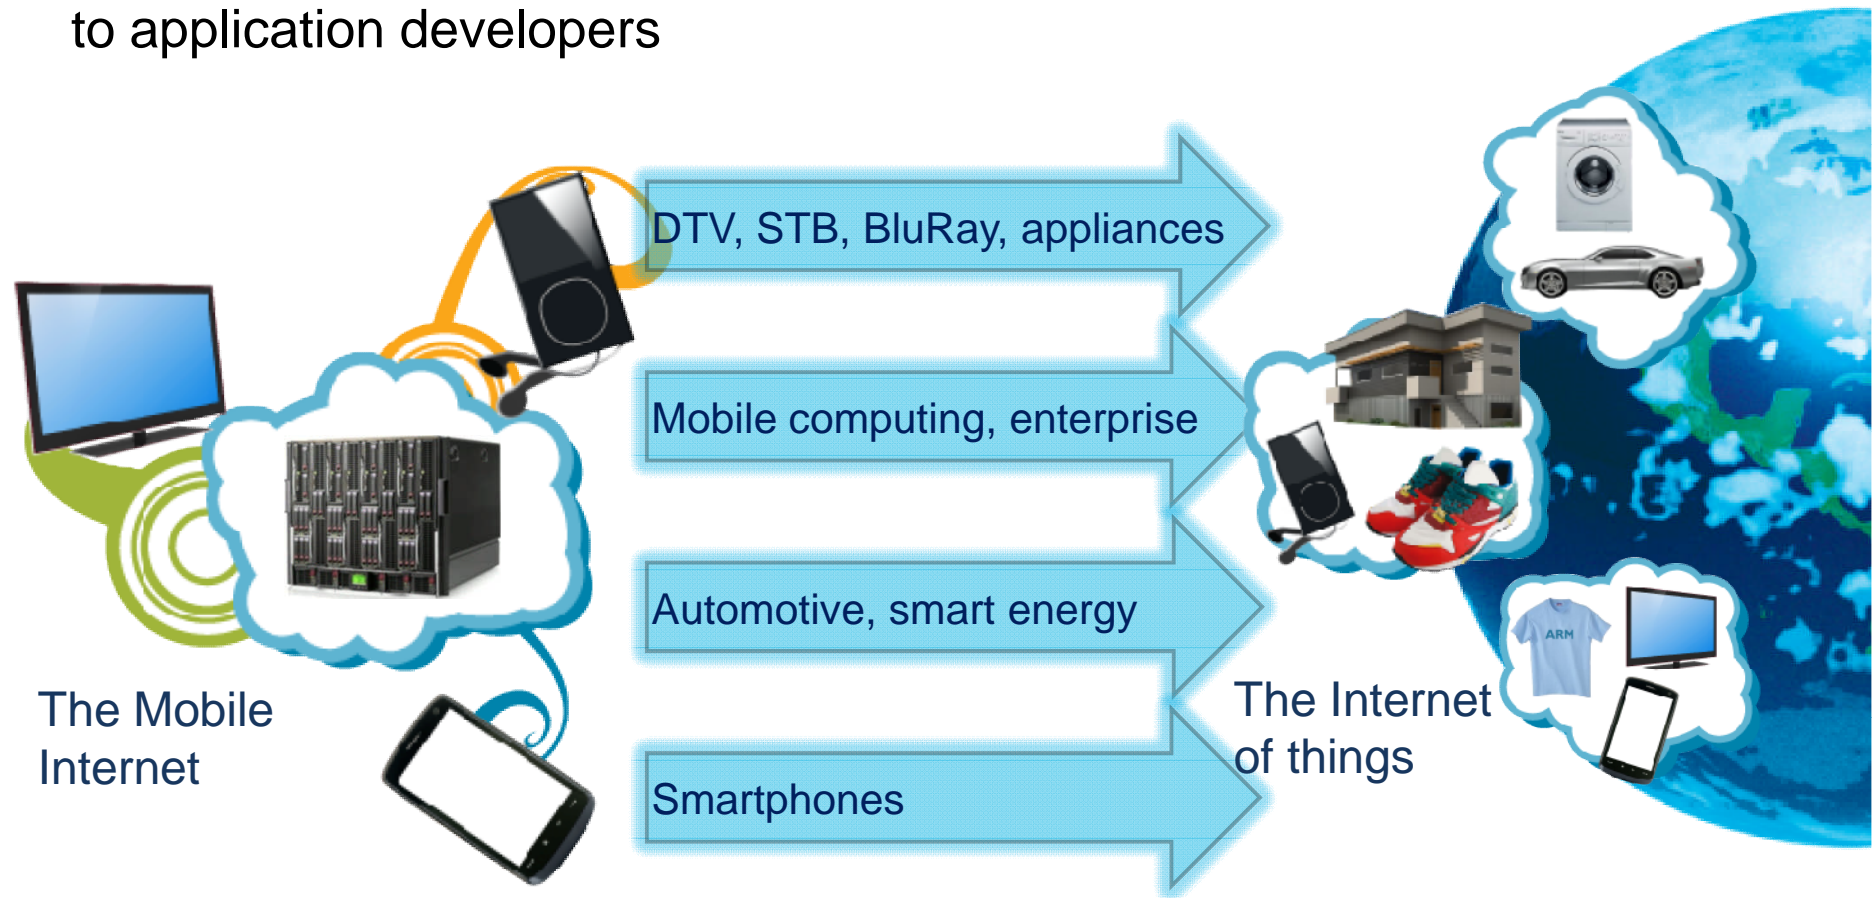 to application developers
DTV, STB, BluRay, appliances
Mobile computing, enterprise
Automotive, smart energy
Smartphones
The Mobile
Internet
The Internet
of things
ARM